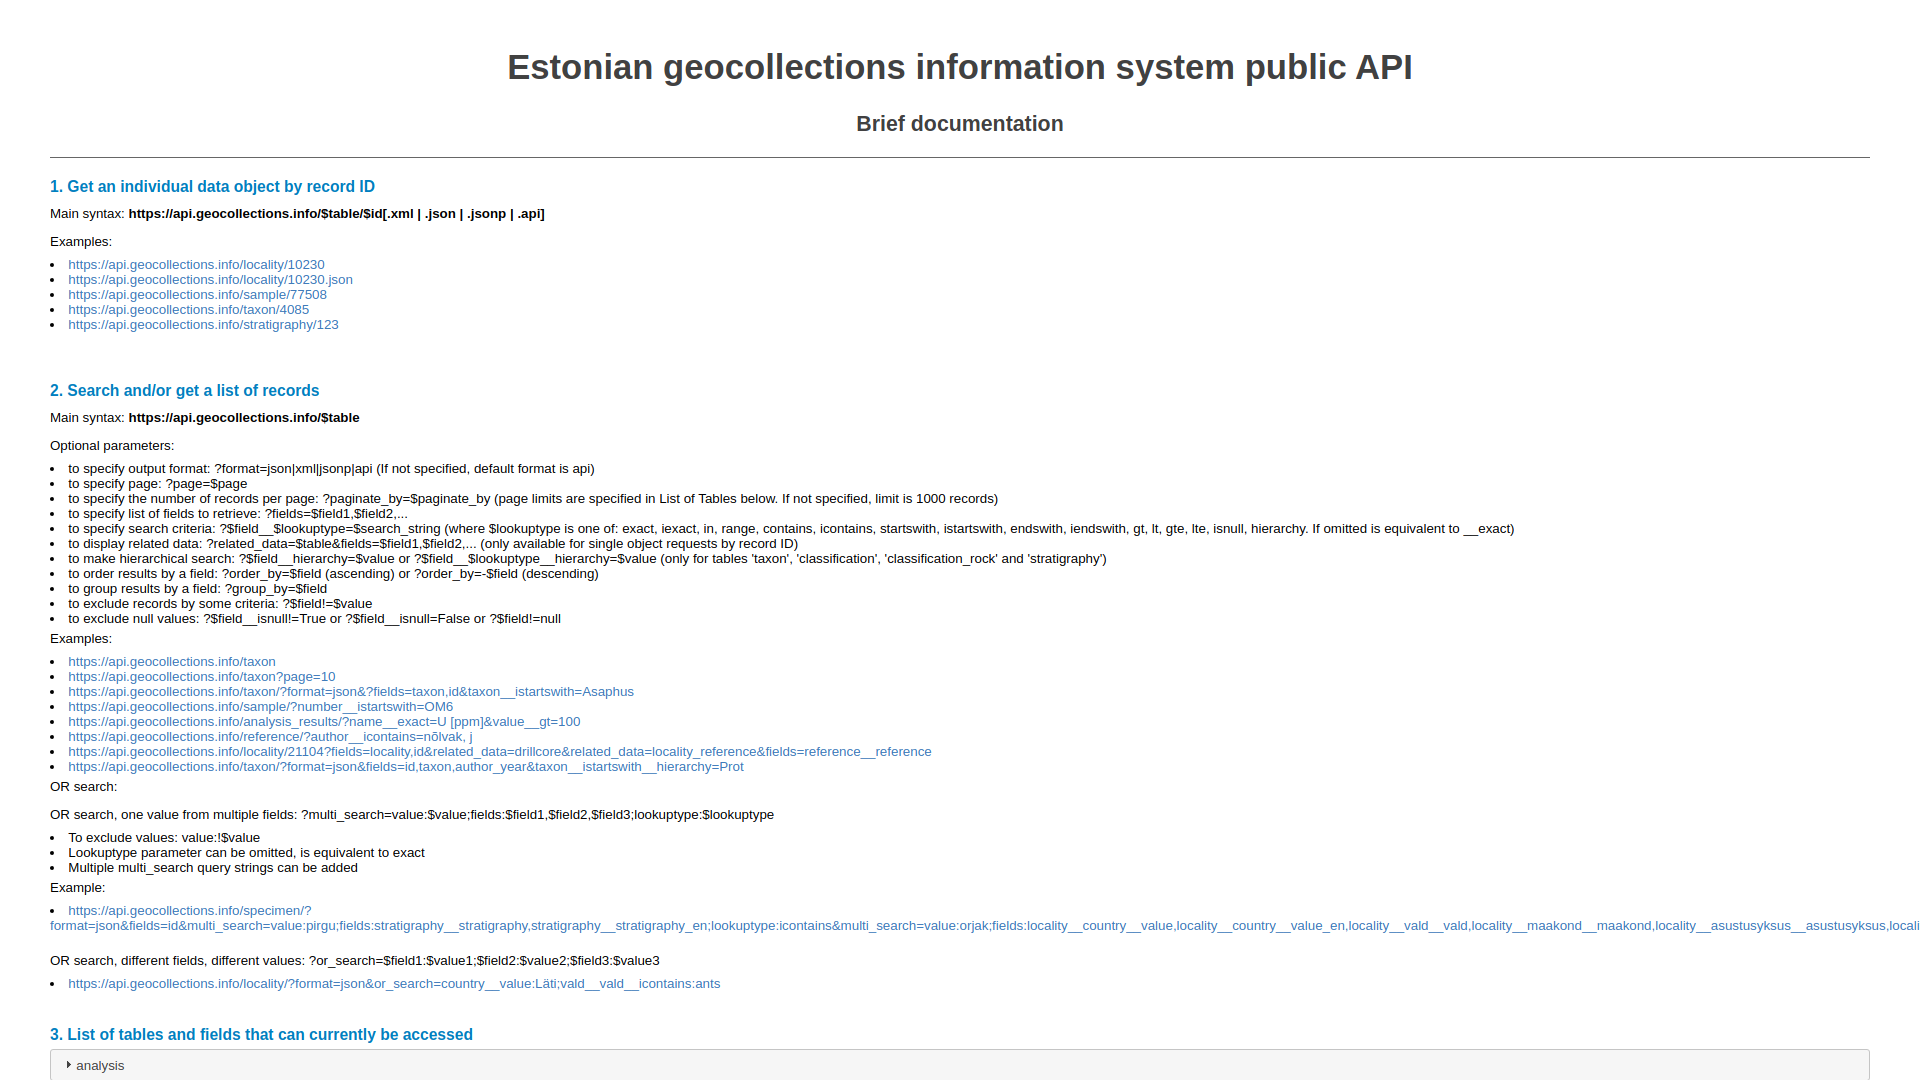 Estonian geocollections information system public API
Brief documentation
1. Get an individual data object by record ID
Main syntax: https://api.geocollections.info/$table/$id[.xml | .json | .jsonp | .api]
Examples:
https://api.geocollections.info/locality/10230
https://api.geocollections.info/locality/10230.json
https://api.geocollections.info/sample/77508
https://api.geocollections.info/taxon/4085
https://api.geocollections.info/stratigraphy/123
2. Search and/or get a list of records
Main syntax: https://api.geocollections.info/$table
Optional parameters:
to specify output format: ?format=json|xml|jsonp|api (If not specified, default format is api)
to specify page: ?page=$page
to specify the number of records per page: ?paginate_by=$paginate_by (page limits are specified in List of Tables below. If not specified, limit is 1000 records)
to specify list of fields to retrieve: ?fields=$field1,$field2,...
to specify search criteria: ?$field__$lookuptype=$search_string (where $lookuptype is one of: exact, iexact, in, range, contains, icontains, startswith, istartswith, endswith, iendswith, gt, lt, gte, lte, isnull, hierarchy. If omitted is equivalent to __exact)
to display related data: ?related_data=$table&fields=$field1,$field2,... (only available for single object requests by record ID)
to make hierarchical search: ?$field__hierarchy=$value or ?$field__$lookuptype__hierarchy=$value (only for tables 'taxon', 'classification', 'classification_rock' and 'stratigraphy')
to order results by a field: ?order_by=$field (ascending) or ?order_by=-$field (descending)
to group results by a field: ?group_by=$field
to exclude records by some criteria: ?$field!=$value
to exclude null values: ?$field__isnull!=True or ?$field__isnull=False or ?$field!=null
Examples:
https://api.geocollections.info/taxon
https://api.geocollections.info/taxon?page=10
https://api.geocollections.info/taxon/?format=json&?fields=taxon,id&taxon__istartswith=Asaphus
https://api.geocollections.info/sample/?number__istartswith=OM6
https://api.geocollections.info/analysis_results/?name__exact=U [ppm]&value__gt=100
https://api.geocollections.info/reference/?author__icontains=nõlvak, j
https://api.geocollections.info/locality/21104?fields=locality,id&related_data=drillcore&related_data=locality_reference&fields=reference__reference
https://api.geocollections.info/taxon/?format=json&fields=id,taxon,author_year&taxon__istartswith__hierarchy=Prot
OR search:
OR search, one value from multiple fields: ?multi_search=value:$value;fields:$field1,$field2,$field3;lookuptype:$lookuptype
To exclude values: value:!$value
Lookuptype parameter can be omitted, is equivalent to exact
Multiple multi_search query strings can be added
Example:
https://api.geocollections.info/specimen/?
format=json&fields=id&multi_search=value:pirgu;fields:stratigraphy__stratigraphy,stratigraphy__stratigraphy_en;lookuptype:icontains&multi_search=value:orjak;fields:locality__country__value,locality__country__value_en,locality__vald__vald,locality__maakond__maakond,locality__asustusyksus__asustusyksus,locali
OR search, different fields, different values: ?or_search=$field1:$value1;$field2:$value2;$field3:$value3
https://api.geocollections.info/locality/?format=json&or_search=country__value:Läti;vald__vald__icontains:ants
3. List of tables and fields that can currently be accessed
analysis